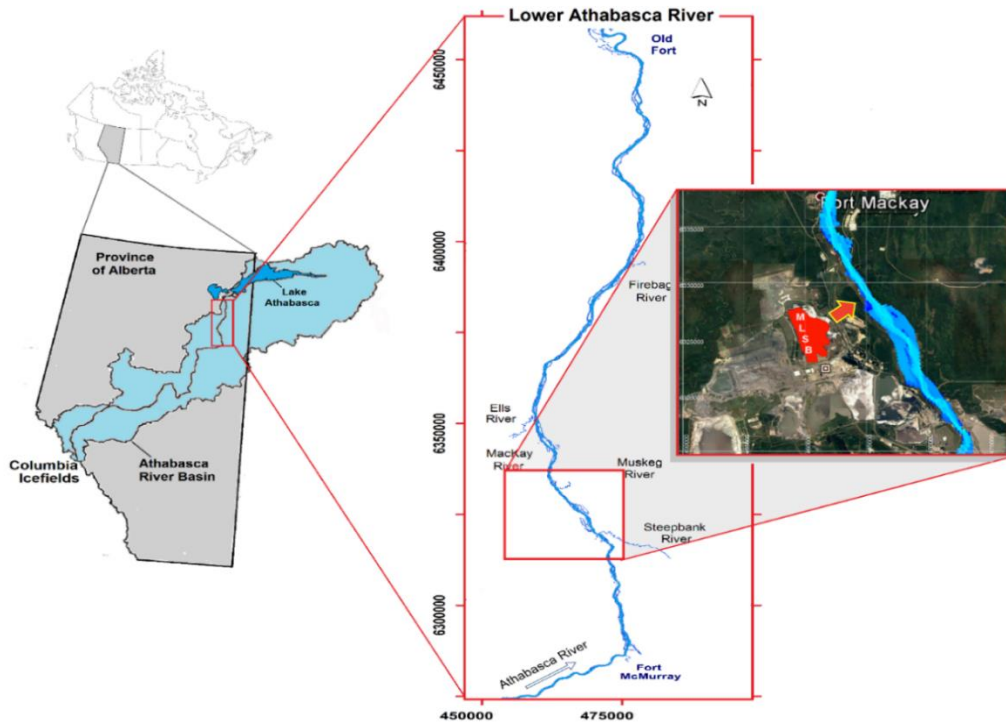 Lower Athabasca River
Old
Fort
6450000
N
Fort Mackay
Province
of Alberta
6400000
Lake
Athabasca
Firebag
River
M
L
S
B
Ells
River
6350000
MacKay
River
Muskeg
River
Columbia
Icefields
Athabasca
River Basin
Steepbank
River
6300000
Athabasca River
Fort
McMurray
450000
475000